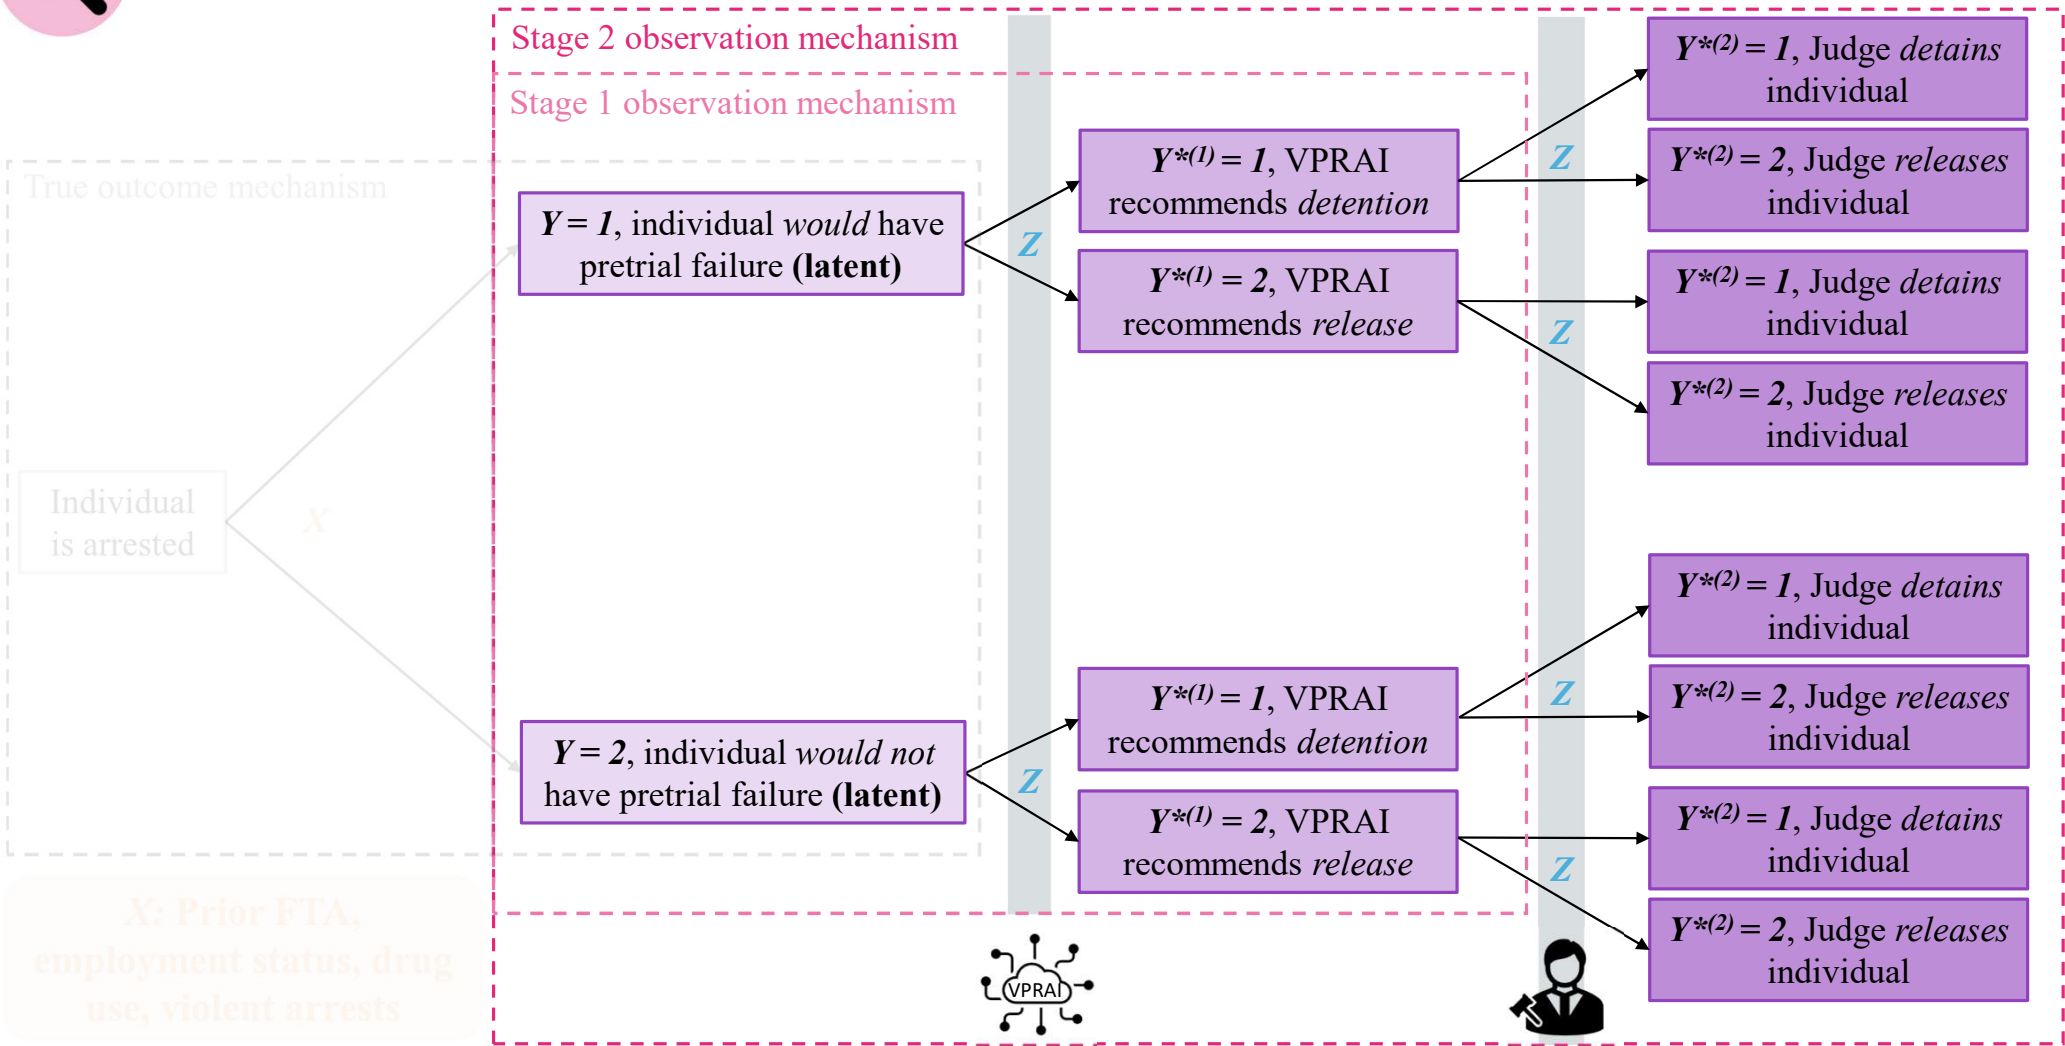 Stage 2 observation mechanism
Stage 1 observation mechanism
True outcome mechanism
Individual
is arrested
X
X: Prior FTA,
employment status, drug
use, violent arrests
Y = 1, individual would have
pretrial failure (latent)
Y = 2, individual would not
have pretrial failure (latent)
Z
Z
VPRAI
Y*(1) = 1, VPRAI
recommends detention
Y*(1) = 2, VPRAI
recommends release
Y*(1) = 1, VPRAI
recommends detention
Y*(1) = 2, VPRAI
recommends release
Z
Z
Z
Z
Y*(2) = 1, Judge detains
individual
Y*(2) = 2, Judge releases
individual
Y*(2) = 1, Judge detains
individual
Y*(2) = 2, Judge releases
individual
Y*(2) = 1, Judge detains
individual
Y*(2) = 2, Judge releases
individual
Y*(2) = 1, Judge detains
individual
Y*(2) = 2, Judge releases
individual